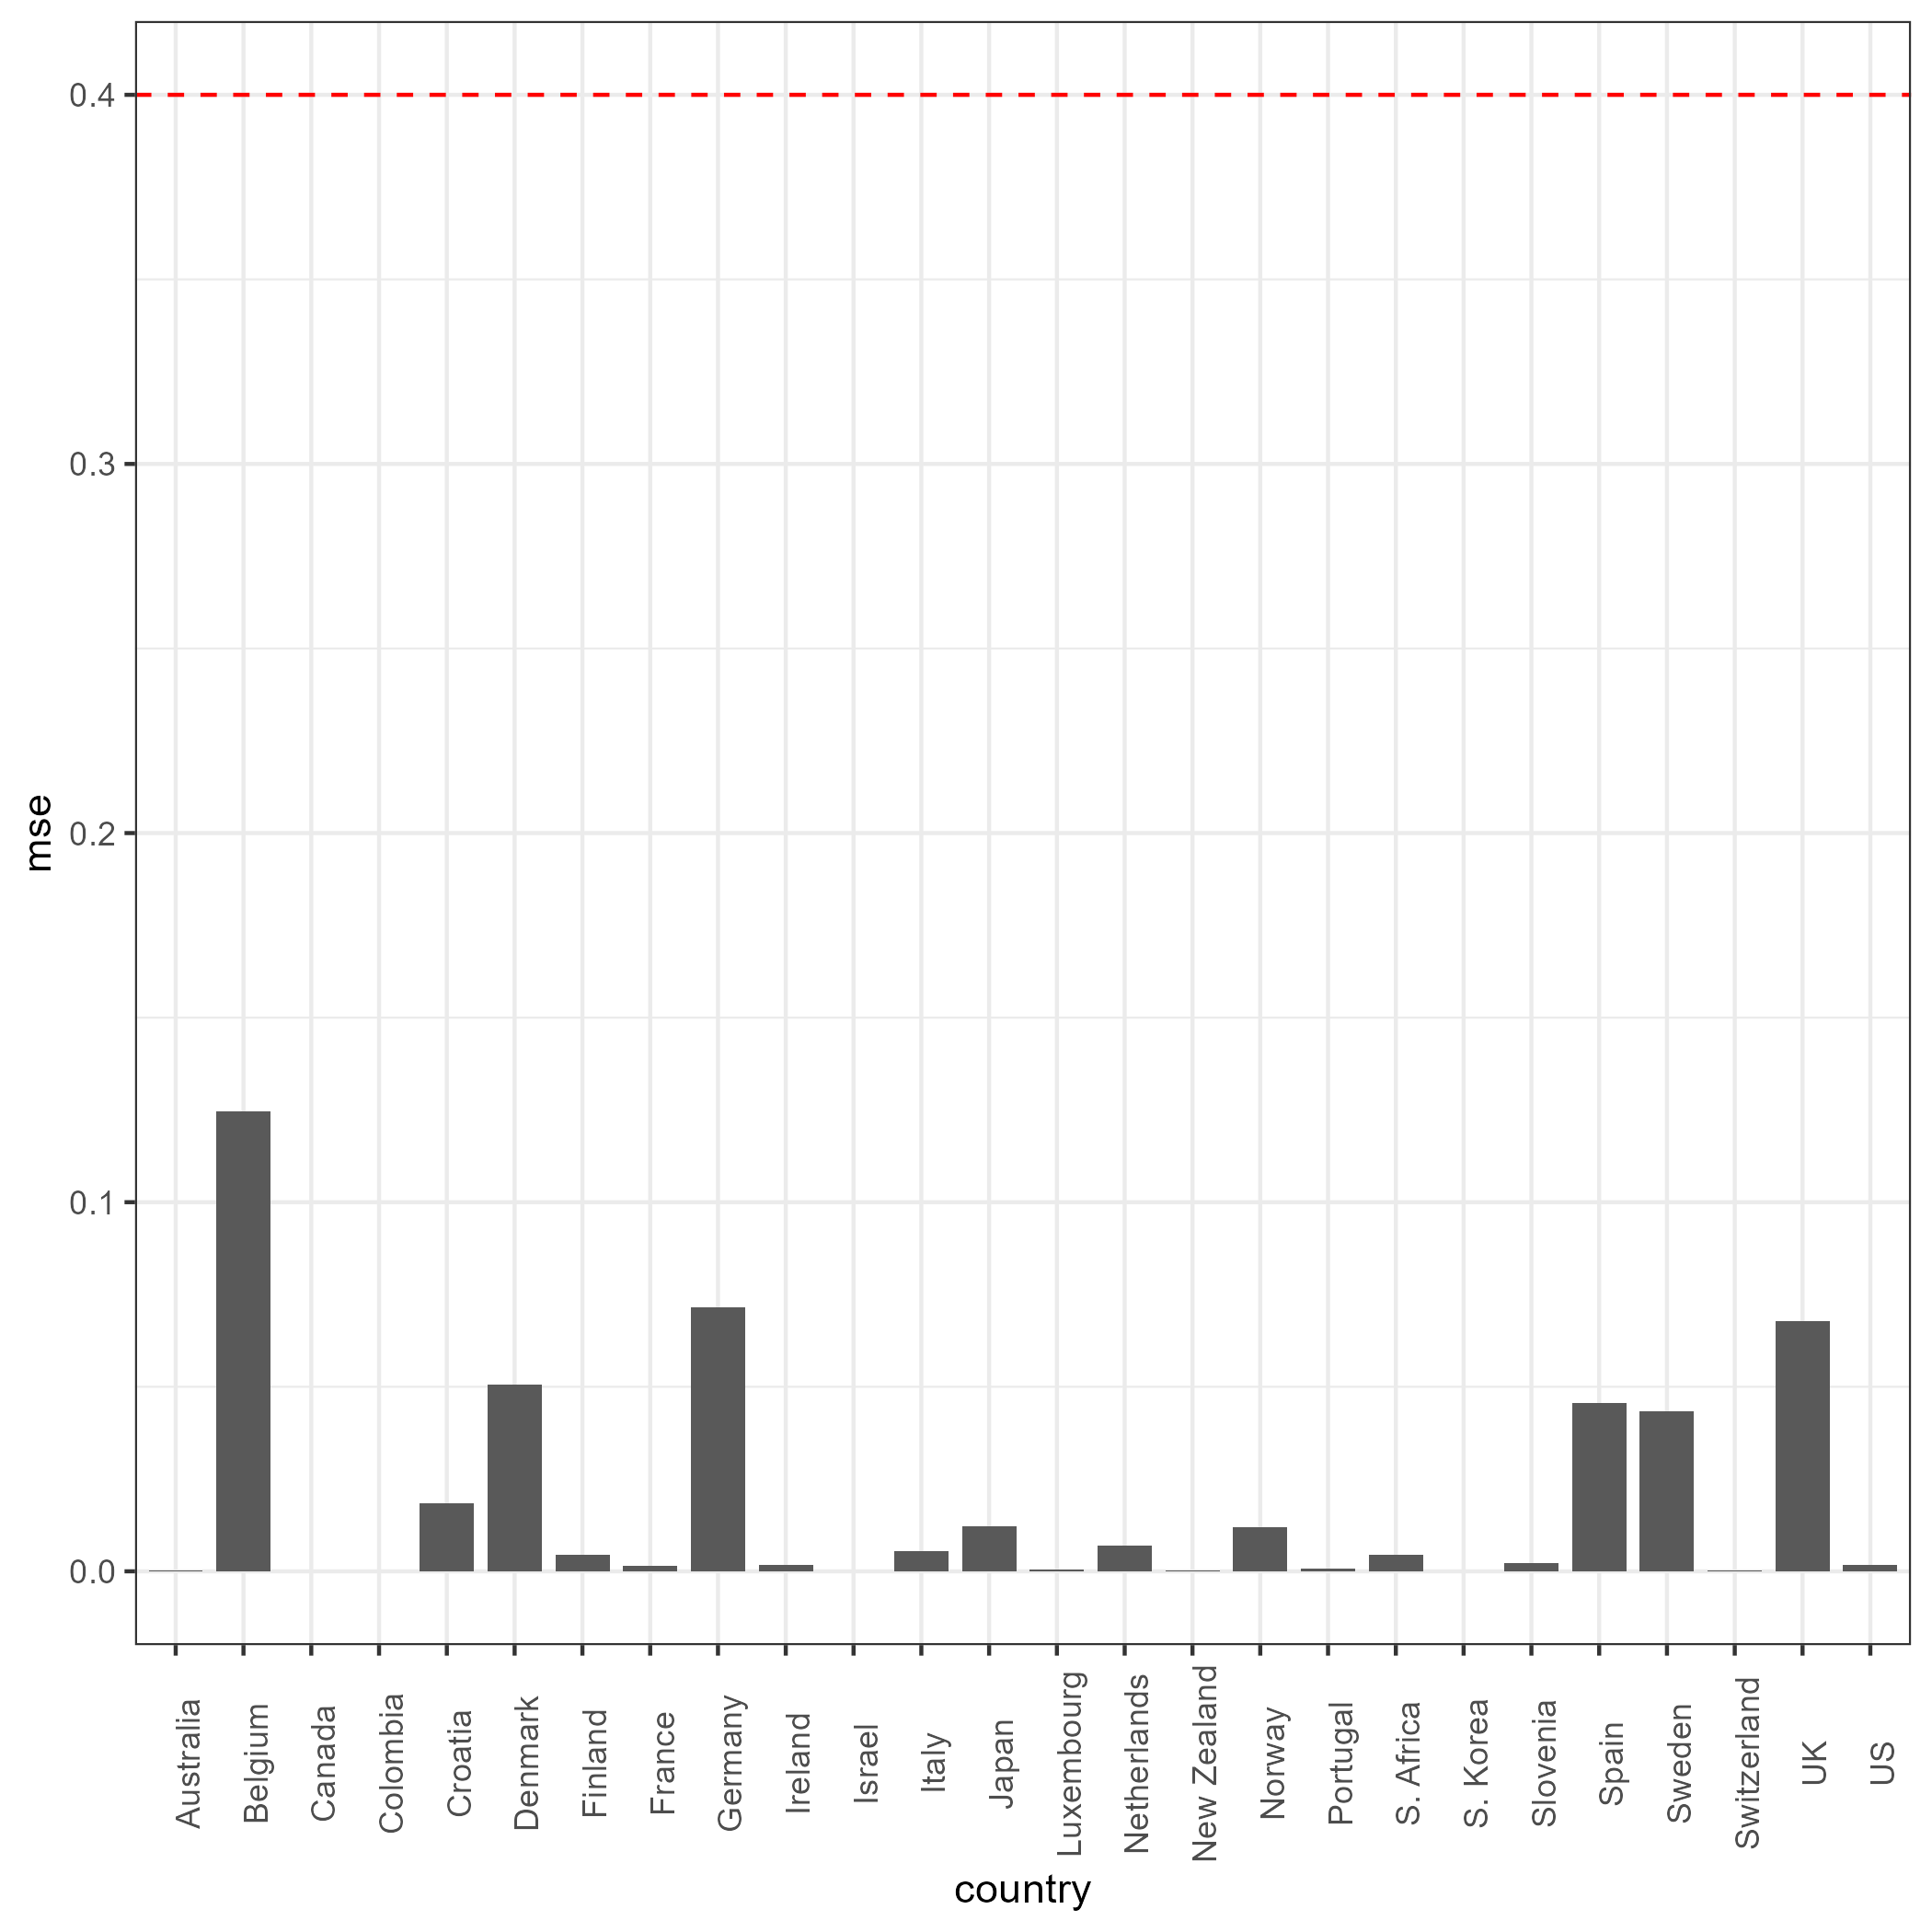 mse
0.4
0.3
0.2
0.1
0.0
Australia
Belgium
Canada
Colombia
Croatia
Denmark
Finland
France
Germany
Ireland
Israel
Italy
Japan
Luxembourg
Netherlands
New Zealand
Norway
Portugal
S. Africa
S. Korea
Slovenia
Spain
Sweden
Switzerland
UK
US
country